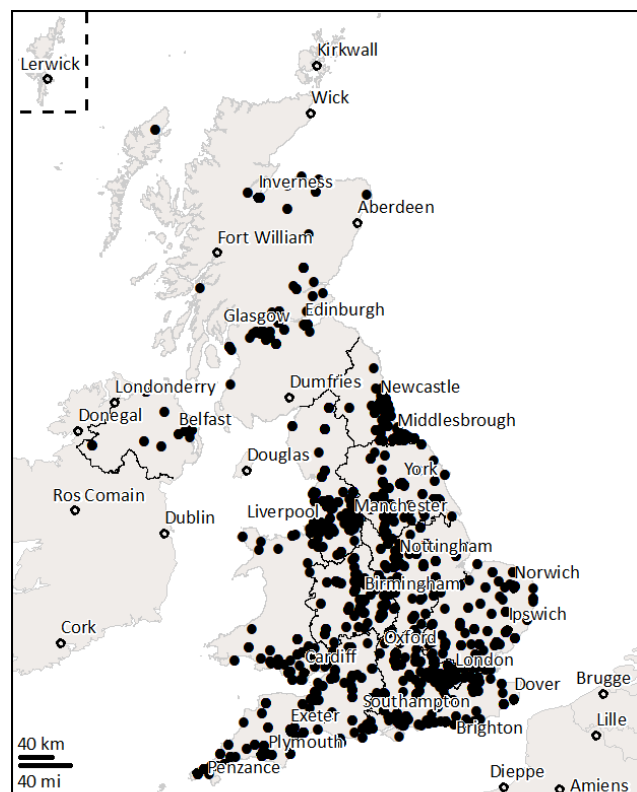 Kirkwall
Lerwick
Wick
Inverness
Aberdeen
Fort William
Glasgow
Edinburgh
Londonderry
Dumfries
Newcastle
Donegal
Belfast
Middlesbrough
Douglas
York
Ros Comain
Liverpool
Manchester
Dublin
Nottingham
Birmingham
Norwich
Ipswich
Cork
Oxford
Cardiff
London
Dover
Brugge
Southampton
Exeter
Brighton
Lille
Plymouth
40 km
Penzance
40 mi
Dieppe
Amiens